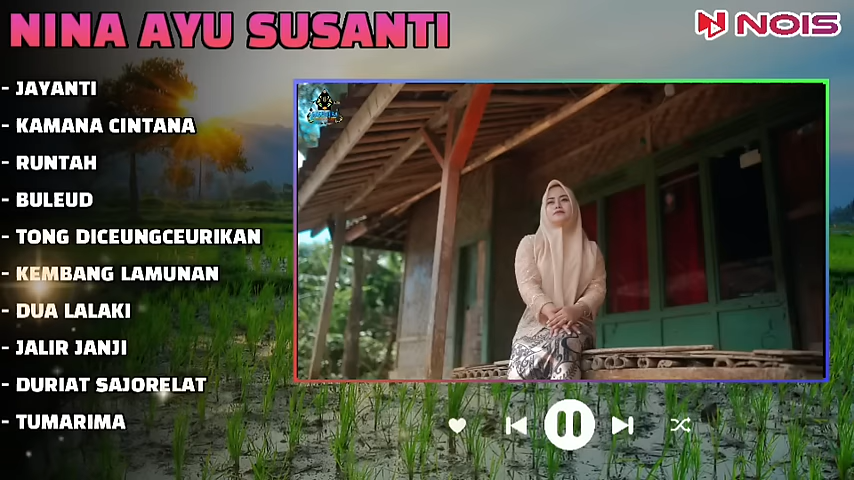 NINA AYU SUSANTI
NOIS
- JAYANTI
- KAMANA CINTANA
- RUNTAH
- BULEUD
- TONG DICEUNGCEURIKAN
- KEMBANG LAMUNAN
- DUA LALAKI
- JALIR JANJI
- DURIAT SAJORELAT
- TUMARIMA